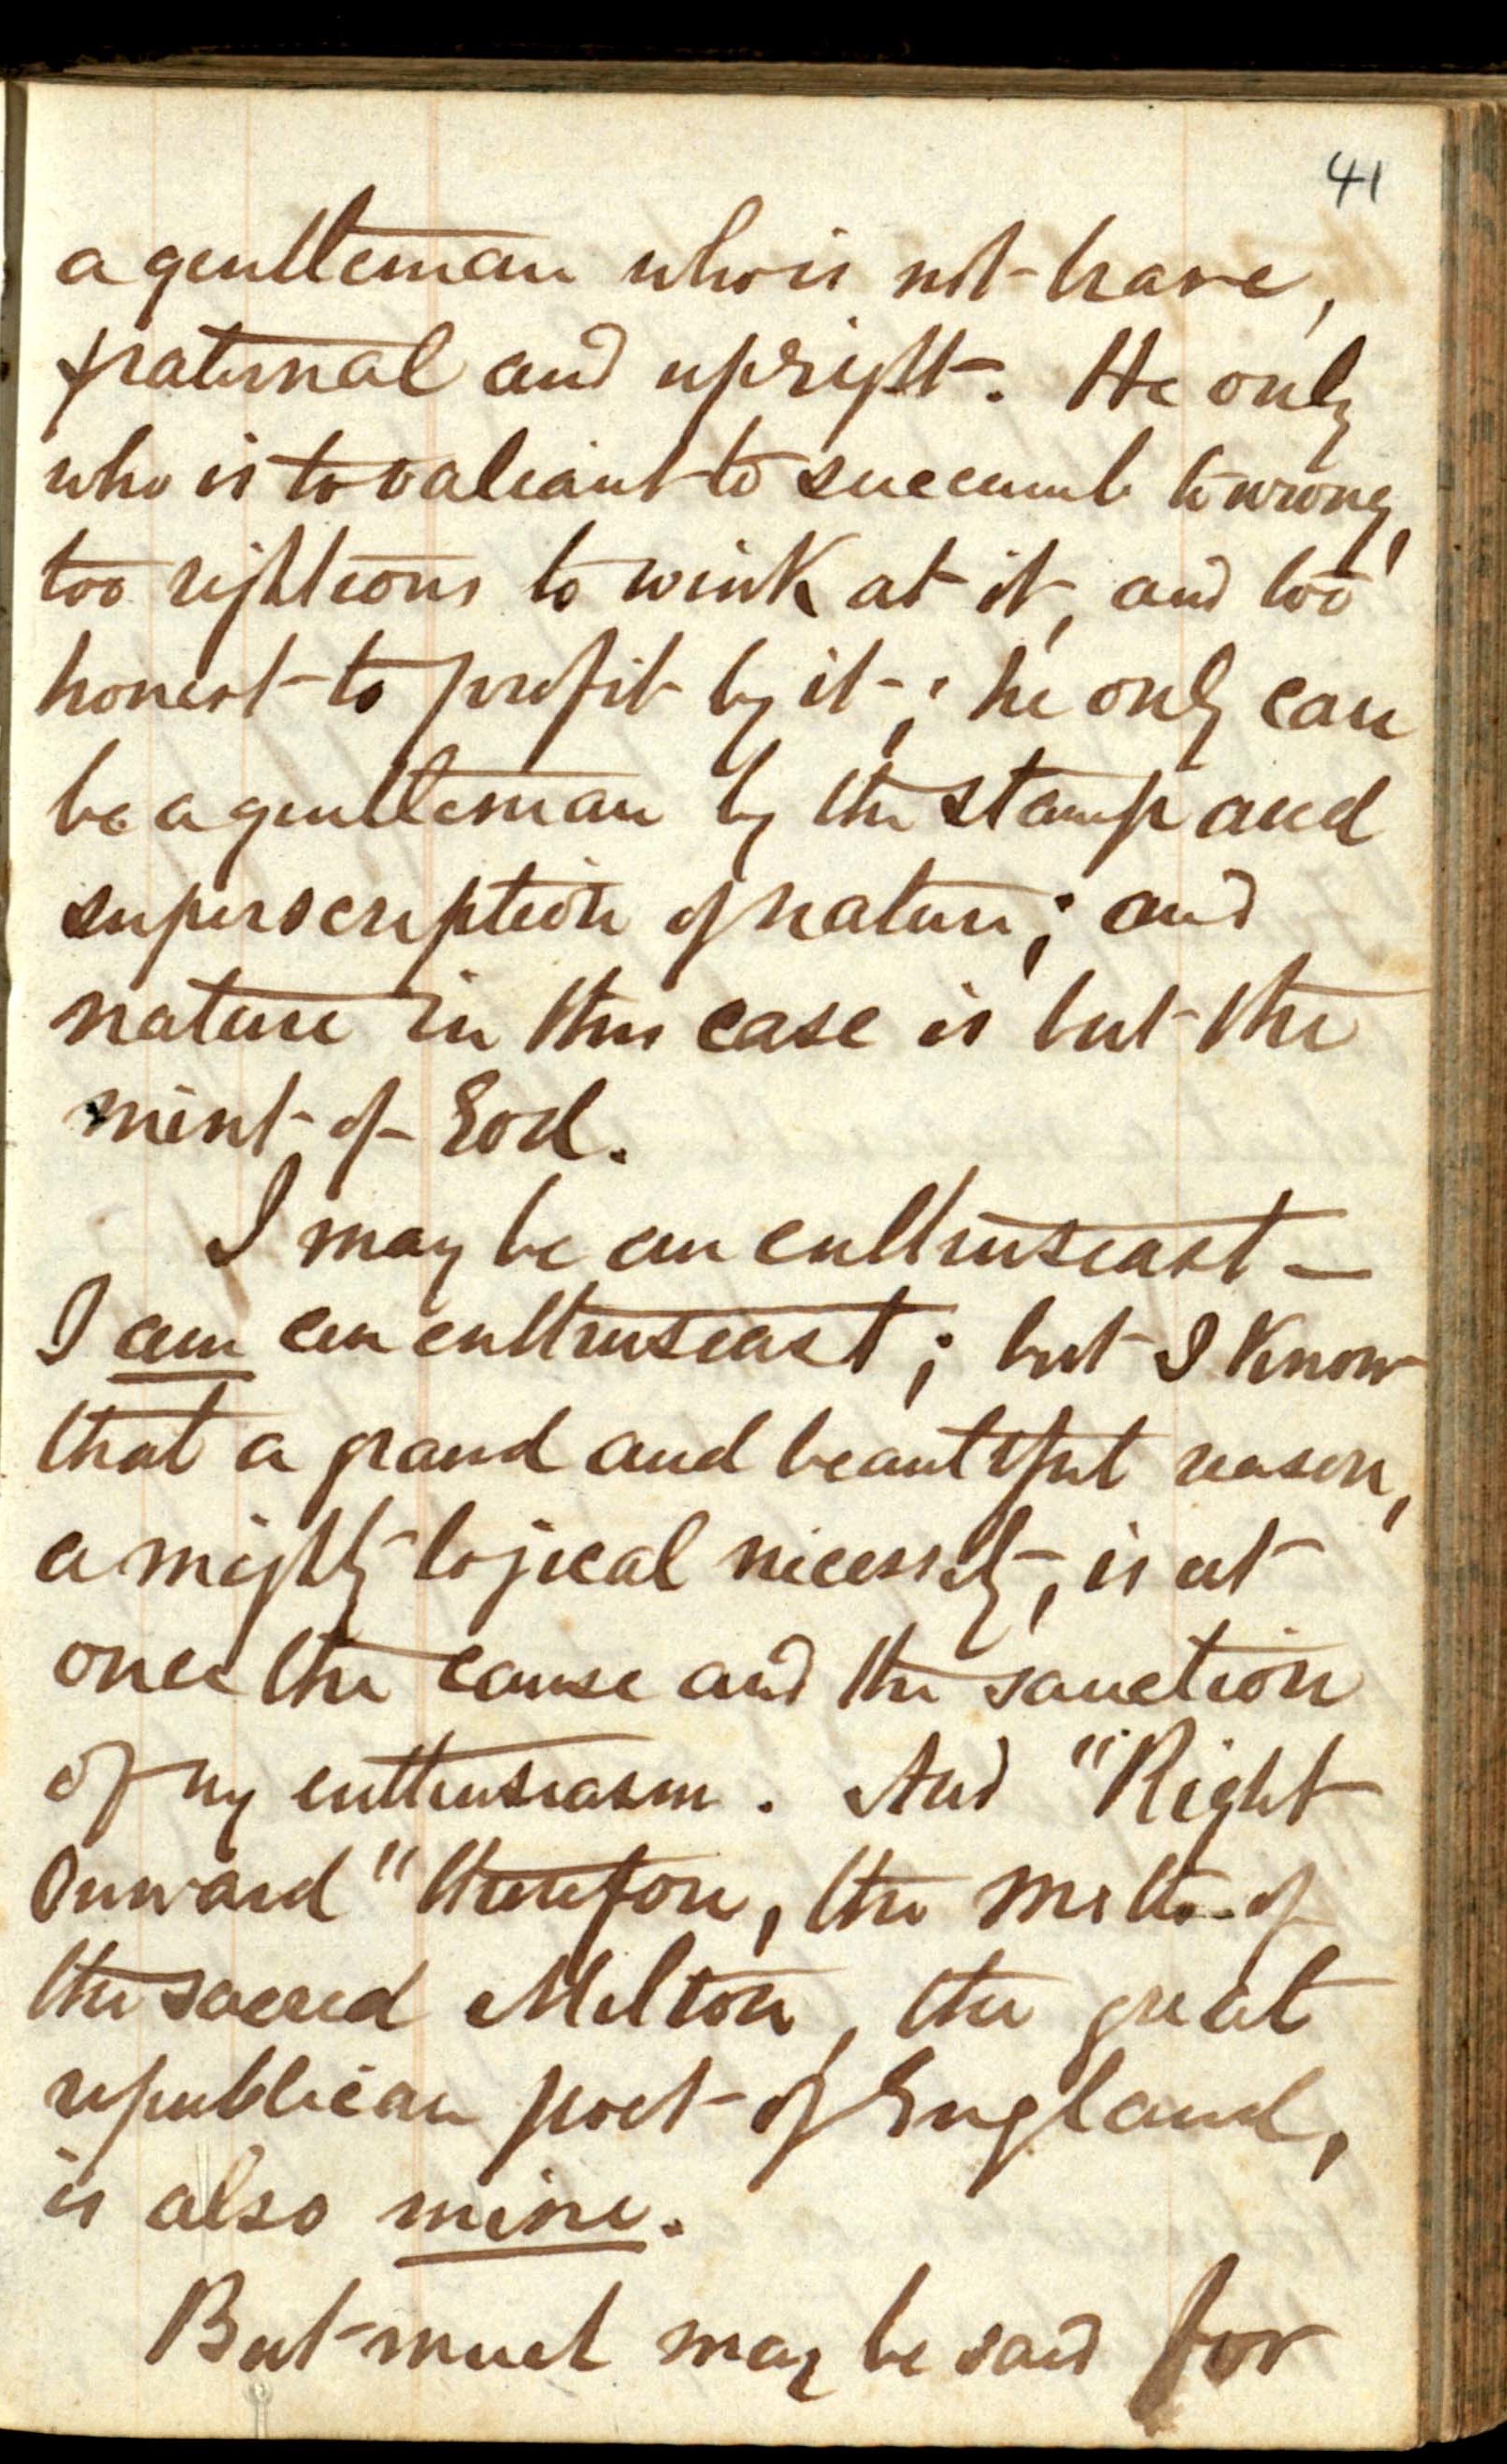 41
a gentleman who is not brave,
fraternal and upright. He only
who is to valiant to succumb to wrong,
too righteous to wink at it, and too
honest to profit by it; he only can
be a gentleman by the stamp and
superscription of nature; and
nature in this case is but the
mint of God.
I may be an enthusiast —
I am an enthusiast; but I know
that a grand and beautiful reason,
a mighty logical necessity, is at
once the cause and the sanction
of my enthusiasm. And "Right
Onward" therefore, the motto of
the sacred Milton, the great
republican poet of England,
is also mine.
But much may be said for